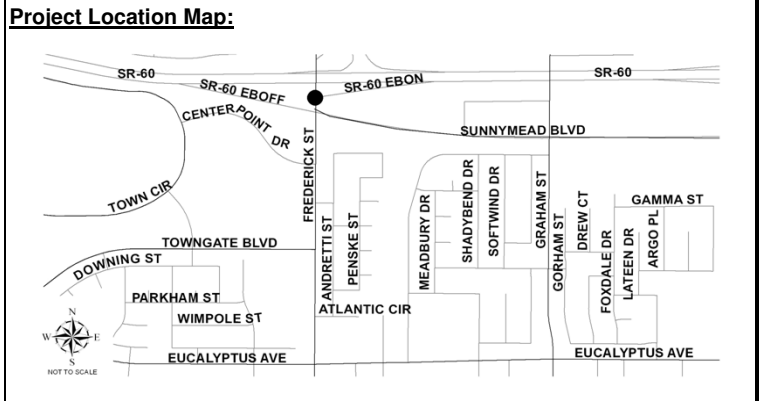 Project Location Map:
SR-60
SR-60 EBOFF
SR-60 EBON
SR-60
CENTERPOINT DR
SUNNYMEAD BLVD
FREDERICK ST
TOWN CIR
TOWNGATE BLVD
DOWNING ST
PARKHAM ST
WIMPOLE ST
ANDRETTI ST
PENSKE ST
ATLANTIC CIR
MEADBURY DR
SHADYBEND DR
SOFTWIND DR
GRAHAM ST
GORHAM ST
DREW CT
FOXDALE DR
LATEEN DR
ARGO PL
GAMMA ST
N
W
E
S
NOT TO SCALE
EUCALYPTUS AVE
EUCALYPTUS AVE